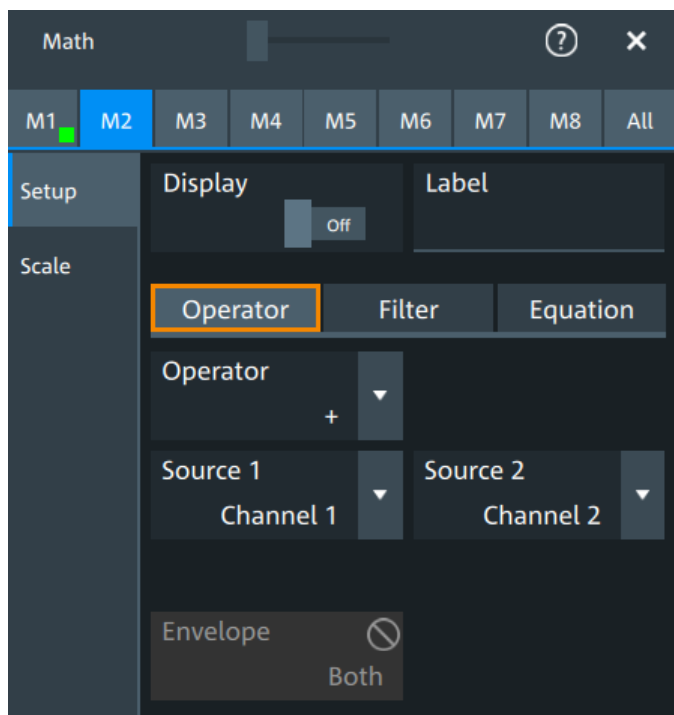 Math ?
M1 M2 M3 M4 M5 M6 M7 M8 All
Setup
Scale
Display
Off
Label
Operator Filter Equation
Operator
+
Source 1
Channel 1
Source 2
Channel 2
Envelope
Both